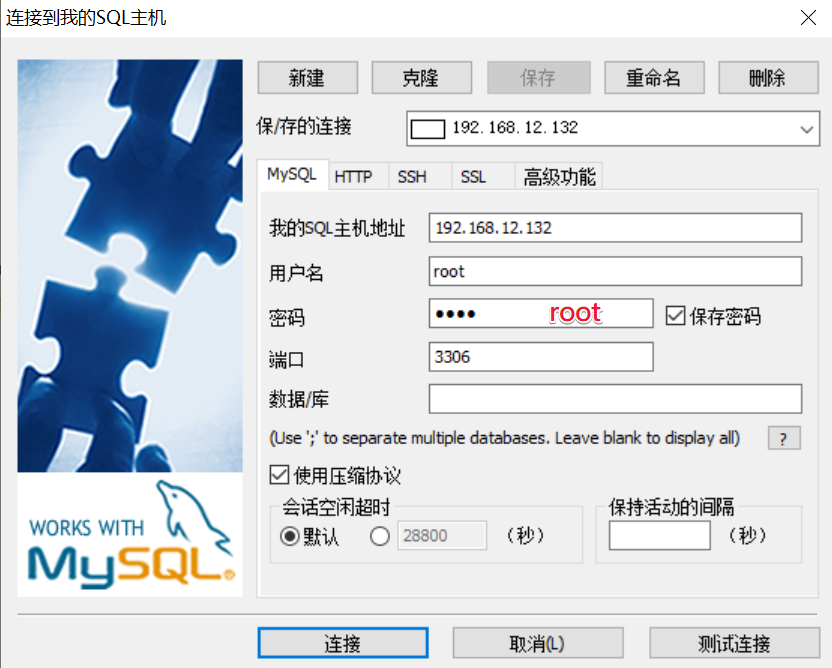 连接到我的SQL主机
新建 克隆 保存 重命名 删除
保/存的连接 192.168.12.132
MySQL HTTP SSH SSL 高级功能
我的SQL主机地址 192.168.12.132
用户名 root
密码 •••• root 保存密码
端口 3306
数据/库
(Use ';' to separate multiple databases. Leave blank to display all) ?
使用压缩协议
会话空闲超时 保持活动的间隔
默认 28800 (秒) (秒)
WORKS WITH
MySQL®
连接 取消(L) 测试连接